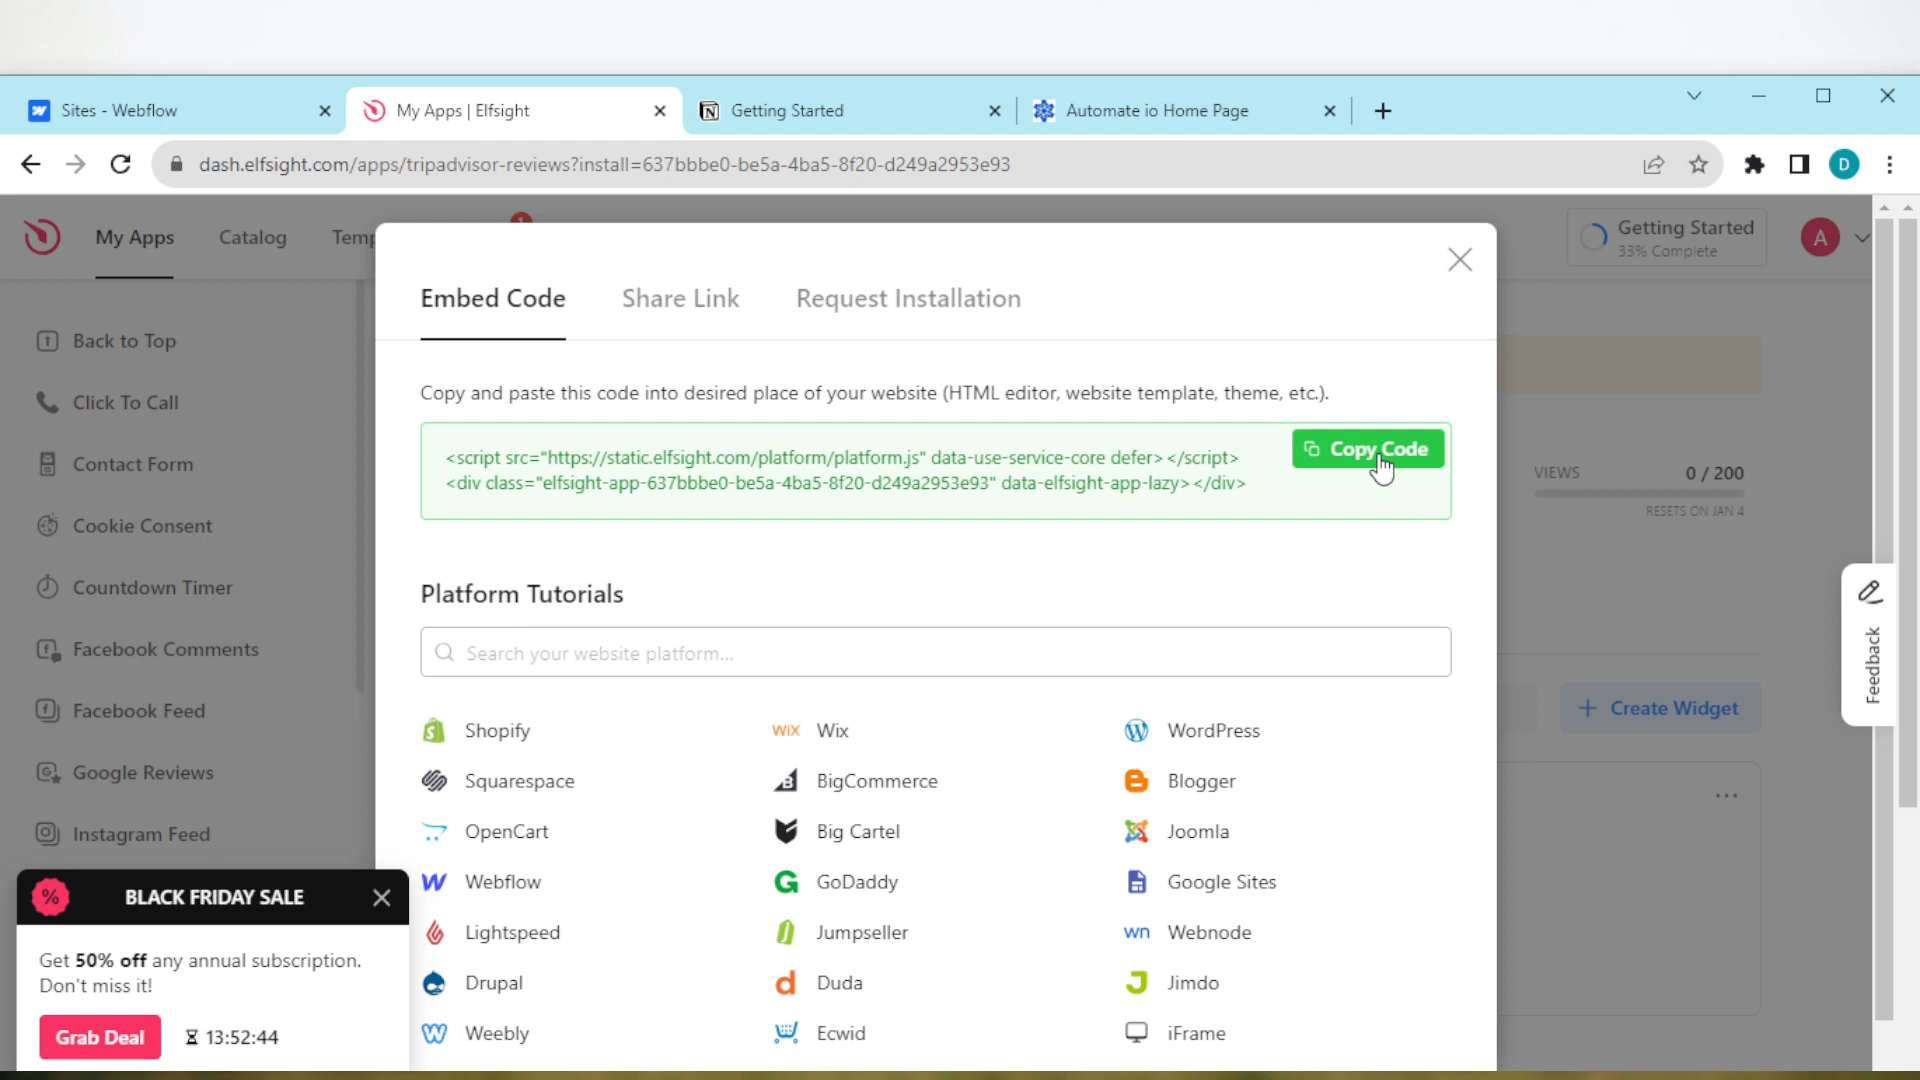 Sites - Webflow
My Apps | Elfsight
Getting Started
Automate io Home Page
dash.elfsight.com/apps/tripadvisor-reviews?install=637bbbe0-be5a-4ba5-8f20-d249a2953e93
D
My Apps
Catalog
Temp
1
Getting Started
33% Complete
A
Back to Top
Click To Call
Contact Form
Cookie Consent
Countdown Timer
Facebook Comments
Facebook Feed
Google Reviews
Instagram Feed
BLACK FRIDAY SALE
Get 50% off any annual subscription.
Don't miss it!
Grab Deal
13:52:44
Embed Code
Share Link
Request Installation
Copy and paste this code into desired place of your website (HTML editor, website template, theme, etc.).
<script src="https://static.elfsight.com/platform/platform.js" data-use-service-core defer></script>
<div class="elfsight-app-637bbbe0-be5a-4ba5-8f20-d249a2953e93" data-elfsight-app-lazy></div>
Copy Code
Platform Tutorials
Search your website platform...
Shopify
WiX Wix
WordPress
Squarespace
BigCommerce
Blogger
OpenCart
Big Cartel
Joomla
Webflow
GoDaddy
Google Sites
Lightspeed
Jumpseller
wn Webnode
Drupal
Duda
Jimdo
Weebly
Ecwid
iFrame
VIEWS
0 / 200
RESETS ON JAN 4
Create Widget
Feedback